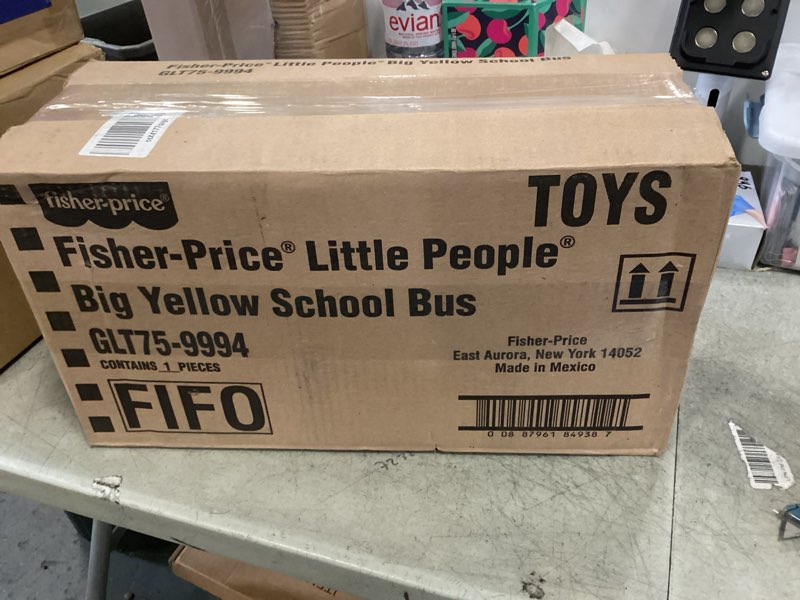 evian
Fisher-Price® Little People® Big Yellow School Bus
GLT75-9994
fisher-price®
TOYS
Fisher-Price® Little People®
Big Yellow School Bus
GLT75-9994
CONTAINS 1 PIECES
FIFO
Fisher-Price
East Aurora, New York 14052
Made in Mexico
0 08 87961 84938 7